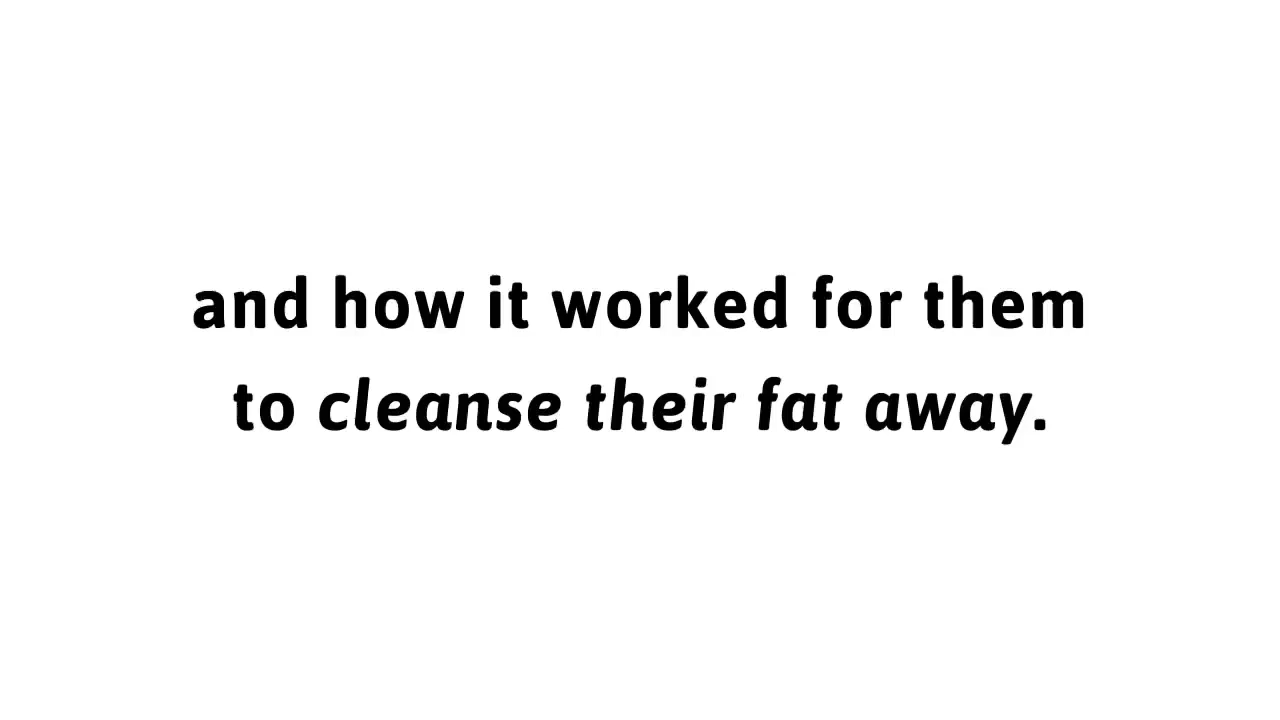 and how it worked for them
to cleanse their fat away.